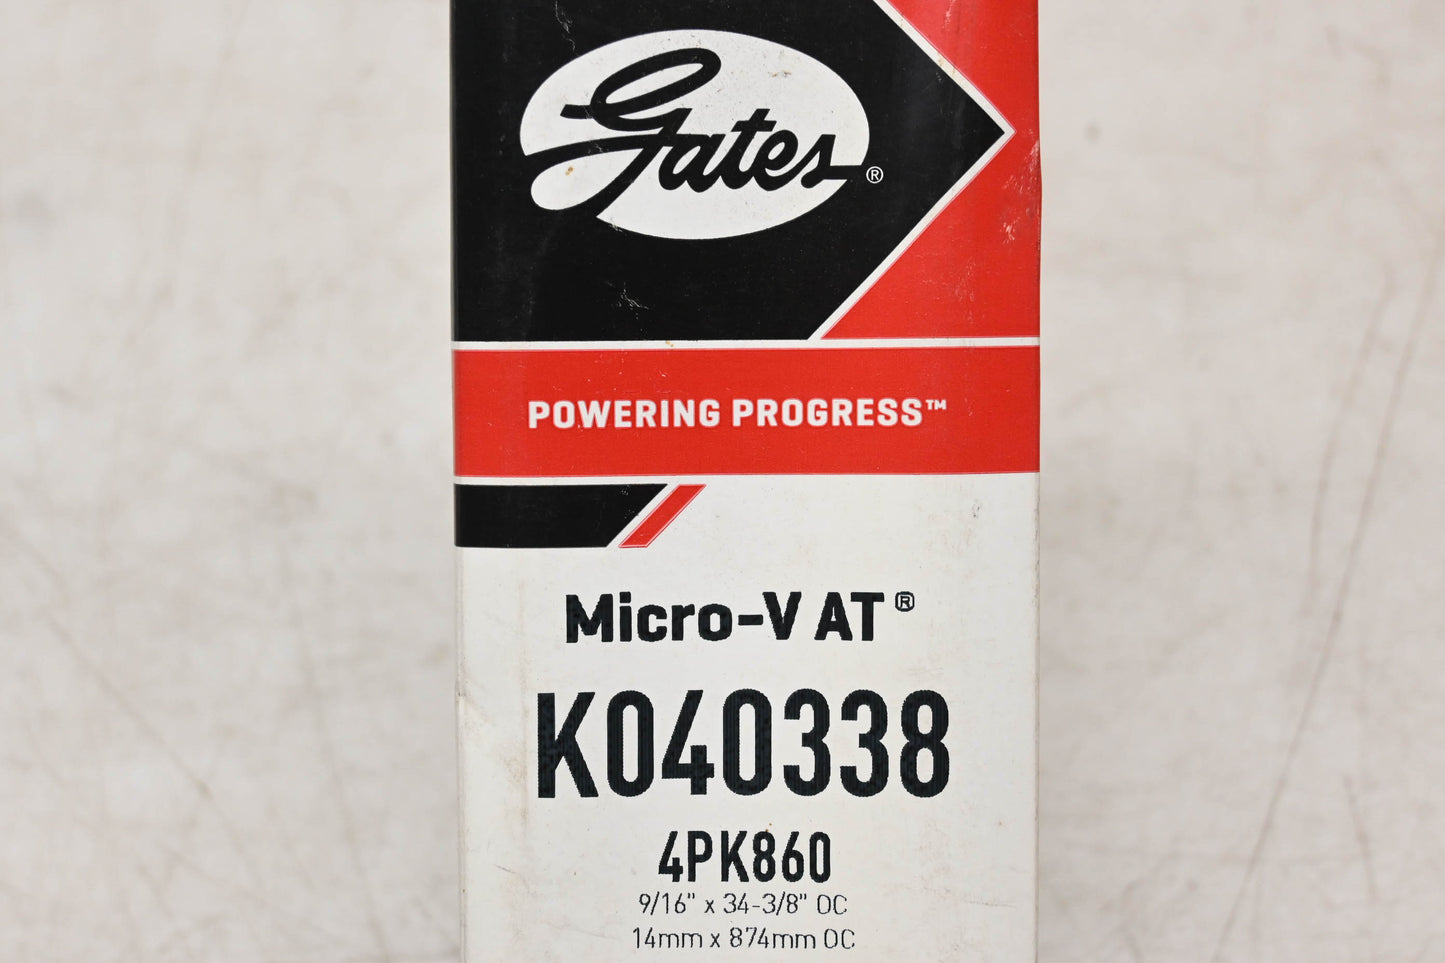 Gates®
POWERING PROGRESS™
Micro-V AT®
K040338
4PK860
9/16" x 34-3/8" OC
14mm x 874mm OC